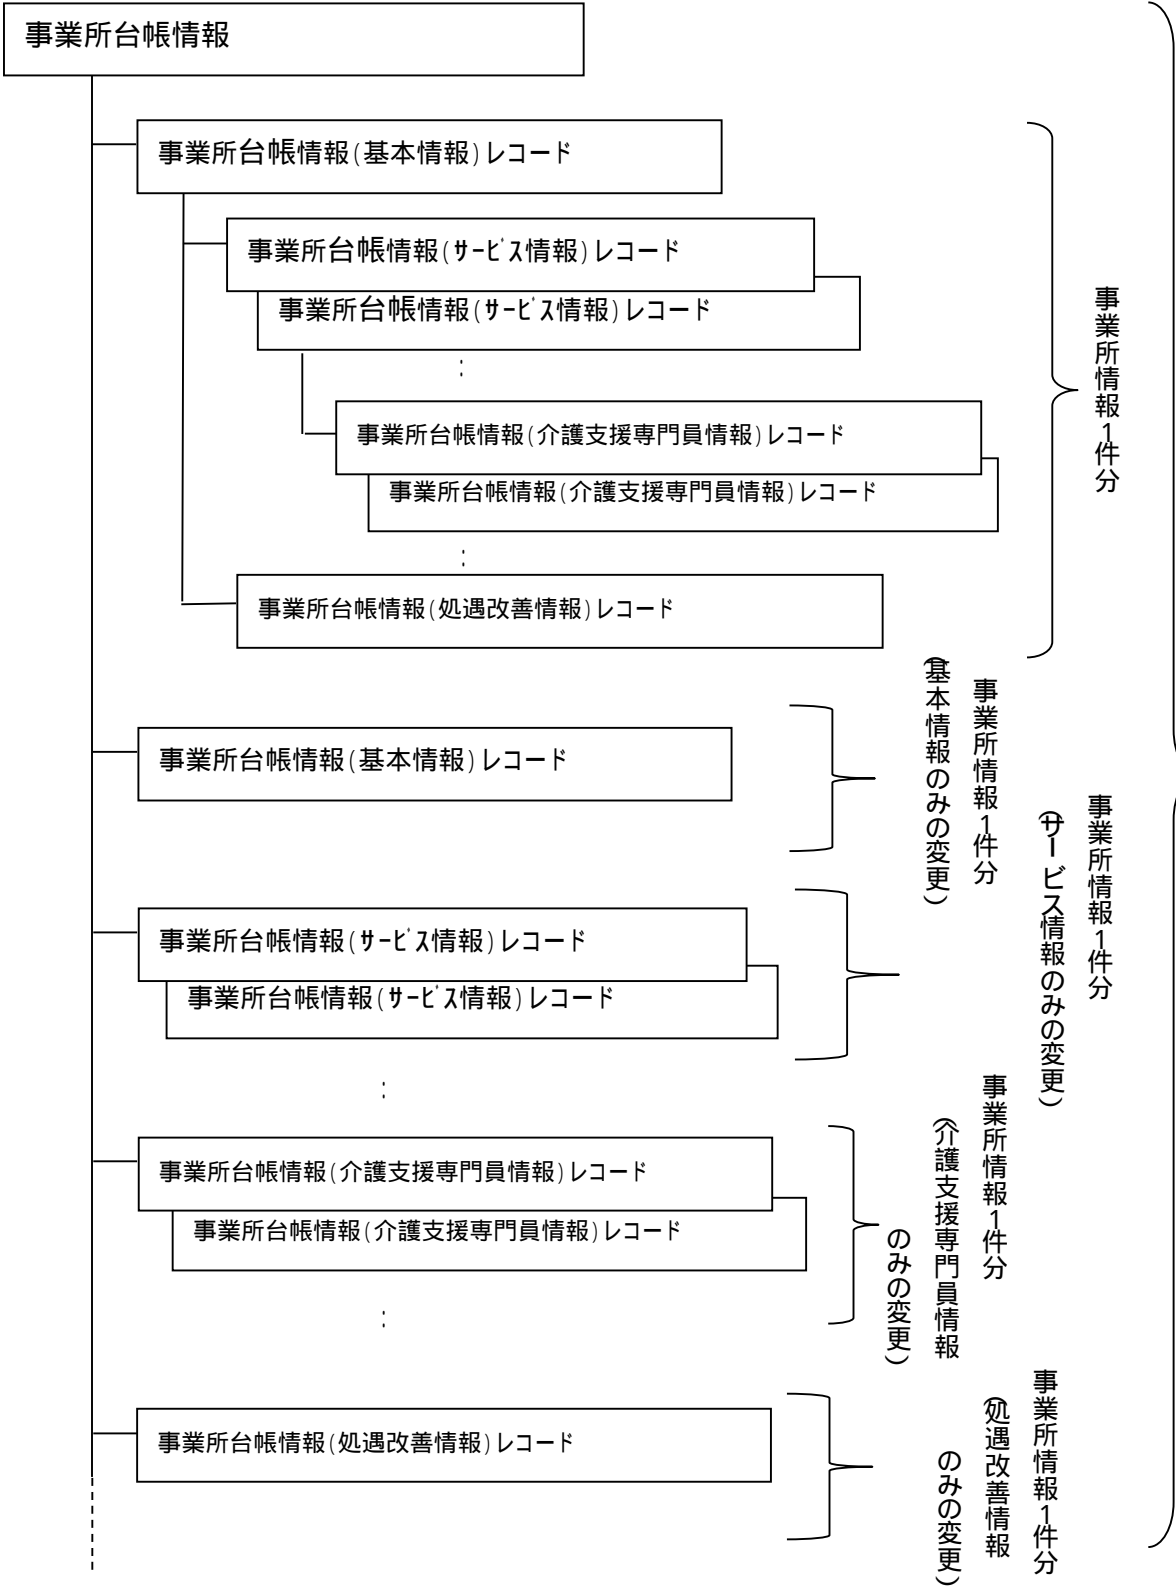 事業所台帳情報
事業所台帳情報(基本情報)レコード
事業所台帳情報(ｻｰﾋﾞｽ情報)レコード
事業所台帳情報(ｻｰﾋﾞｽ情報)レコード
:
事業所台帳情報(介護支援専門員情報)レコード
事業所台帳情報(介護支援専門員情報)レコード
:
事業所台帳情報(処遇改善情報)レコード
事業所情報1件分
事業所台帳情報(基本情報)レコード
事業所情報1件分
(基本情報のみの変更)
事業所台帳情報(ｻｰﾋﾞｽ情報)レコード
事業所台帳情報(ｻｰﾋﾞｽ情報)レコード
:
事業所情報1件分
(サービス情報のみの変更)
事業所台帳情報(介護支援専門員情報)レコード
事業所台帳情報(介護支援専門員情報)レコード
:
事業所情報1件分
(介護支援専門員情報
のみの変更)
事業所台帳情報(処遇改善情報)レコード
事業所情報1件分
(処遇改善情報
のみの変更)